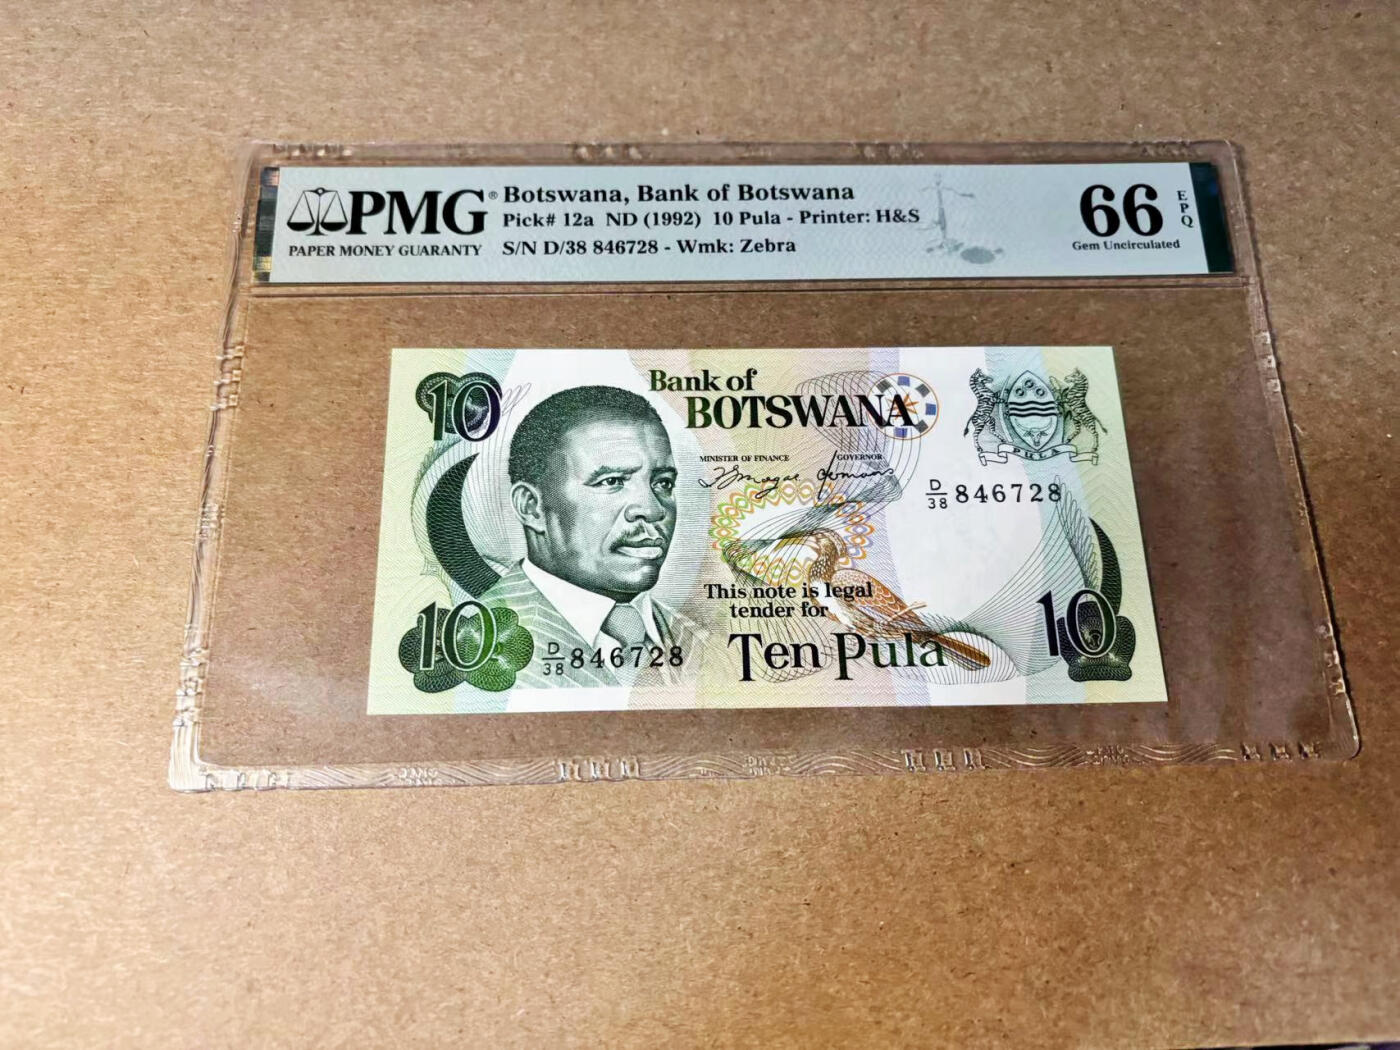 PMG®
PAPER MONEY GUARANTY
Botswana, Bank of Botswana
Pick# 12a ND (1992) 10 Pula - Printer: H&S
S/N D/38 846728 - Wmk: Zebra
66
EPQ
Gem Uncirculated
10
Bank of
BOTSWANA
MINISTER OF FINANCE
GOVERNOR
PULA
D/38 846728
This note is legal
tender for
Ten Pula
10
D/38 846728
10